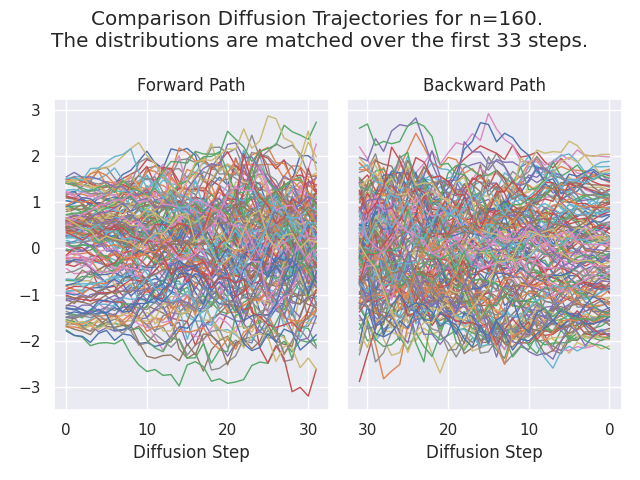 Comparison Diffusion Trajectories for n=160.
The distributions are matched over the first 33 steps.
Forward Path
Backward Path
3
2
1
0
−1
−2
−3
0
10
20
30
30
20
10
0
Diffusion Step
Diffusion Step